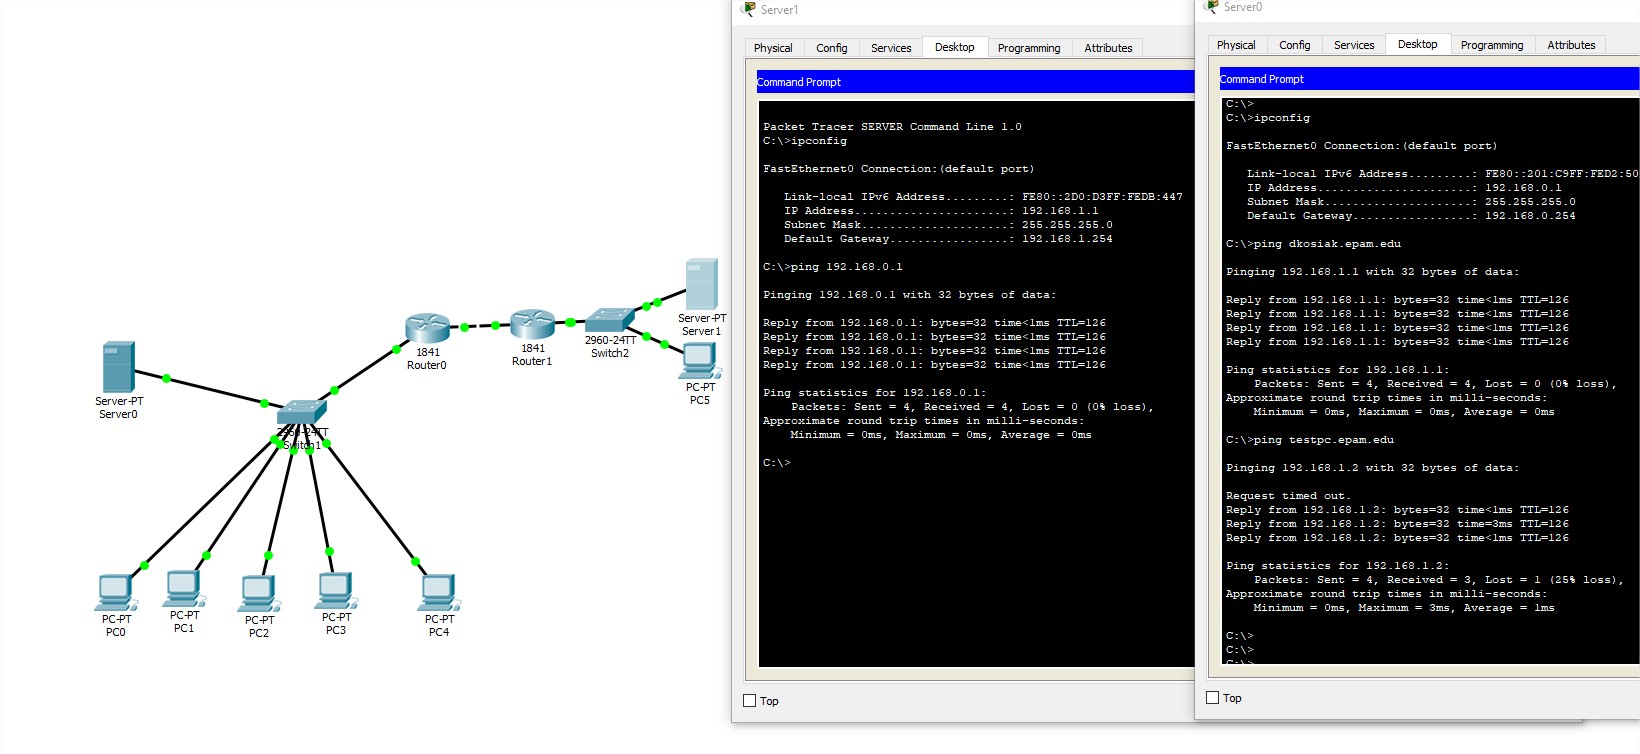 Server-PT
Server0
1841
Router0
1841
Router1
2960-24TT
Switch2
Server-PT
Server1
PC-PT
PC5
2960-24TT
Switch1
PC-PT
PC0
PC-PT
PC1
PC-PT
PC2
PC-PT
PC3
PC-PT
PC4
Server1
Physical Config Services Desktop Programming Attributes
Command Prompt
Packet Tracer SERVER Command Line 1.0
C:\>ipconfig
FastEthernet0 Connection:(default port)
Link-local IPv6 Address.........: FE80::2D0:D3FF:FEDB:447
IP Address......................: 192.168.1.1
Subnet Mask.....................: 255.255.255.0
Default Gateway.................: 192.168.1.254
C:\>ping 192.168.0.1
Pinging 192.168.0.1 with 32 bytes of data:
Reply from 192.168.0.1: bytes=32 time<1ms TTL=126
Reply from 192.168.0.1: bytes=32 time<1ms TTL=126
Reply from 192.168.0.1: bytes=32 time<1ms TTL=126
Reply from 192.168.0.1: bytes=32 time<1ms TTL=126
Ping statistics for 192.168.0.1:
Packets: Sent = 4, Received = 4, Lost = 0 (0% loss),
Approximate round trip times in milli-seconds:
Minimum = 0ms, Maximum = 0ms, Average = 0ms
C:\>
Top
Server0
Physical Config Services Desktop Programming Attributes
Command Prompt
C:\>
C:\>ipconfig
FastEthernet0 Connection:(default port)
Link-local IPv6 Address.........: FE80::201:C9FF:FED2:50
IP Address......................: 192.168.0.1
Subnet Mask.....................: 255.255.255.0
Default Gateway.................: 192.168.0.254
C:\>ping dkosiak.epam.edu
Pinging 192.168.1.1 with 32 bytes of data:
Reply from 192.168.1.1: bytes=32 time<1ms TTL=126
Reply from 192.168.1.1: bytes=32 time<1ms TTL=126
Reply from 192.168.1.1: bytes=32 time<1ms TTL=126
Reply from 192.168.1.1: bytes=32 time<1ms TTL=126
Ping statistics for 192.168.1.1:
Packets: Sent = 4, Received = 4, Lost = 0 (0% loss),
Approximate round trip times in milli-seconds:
Minimum = 0ms, Maximum = 0ms, Average = 0ms
C:\>ping testpc.epam.edu
Pinging 192.168.1.2 with 32 bytes of data:
Request timed out.
Reply from 192.168.1.2: bytes=32 time<1ms TTL=126
Reply from 192.168.1.2: bytes=32 time=3ms TTL=126
Reply from 192.168.1.2: bytes=32 time<1ms TTL=126
Ping statistics for 192.168.1.2:
Packets: Sent = 4, Received = 3, Lost = 1 (25% loss),
Approximate round trip times in milli-seconds:
Minimum = 0ms, Maximum = 3ms, Average = 1ms
C:\>
C:\>
C:\>
Top